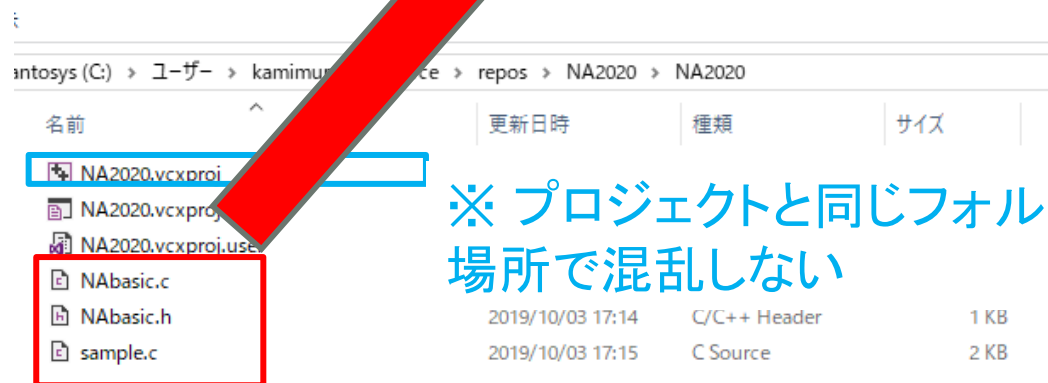 antosys (C:) > ユーザー > kamimu ce > repos > NA2020 > NA2020
名前 更新日時 種類 サイズ
NA2020.vcxproj
NA2020.vcxproj
NA2020.vcxproj.use
※ プロジェクトと同じフォル
場所で混乱しない
NAbasic.c
NAbasic.h 2019/10/03 17:14 C/C++ Header 1 KB
sample.c 2019/10/03 17:15 C Source 2 KB